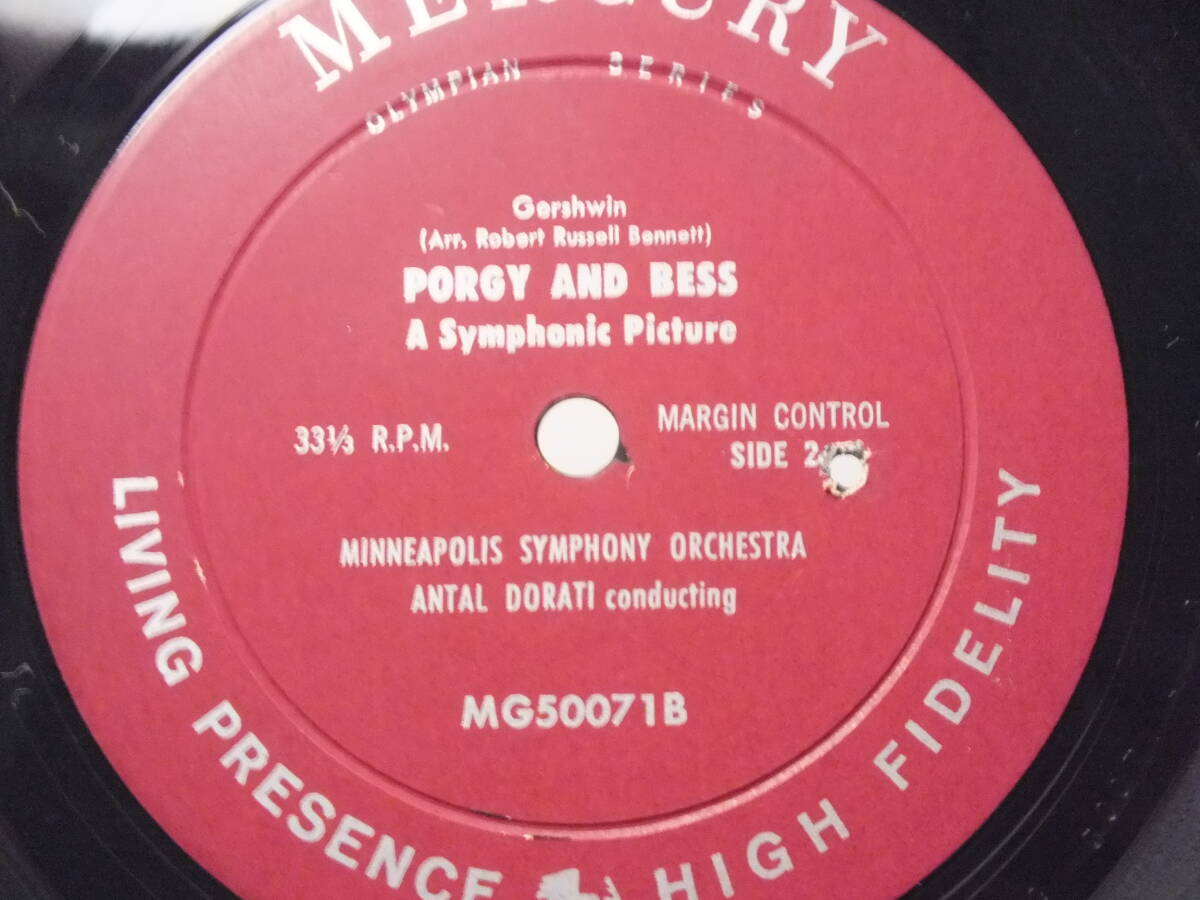 MERCURY
OLYMPIAN SERIES
Gershwin
(Arr. Robert Russell Bennett)
PORGY AND BESS
A Symphonic Picture
33⅓ R.P.M.
MARGIN CONTROL
SIDE 2
MINNEAPOLIS SYMPHONY ORCHESTRA
ANTAL DORATI conducting
MG50071B
LIVING PRESENCE HIGH FIDELITY